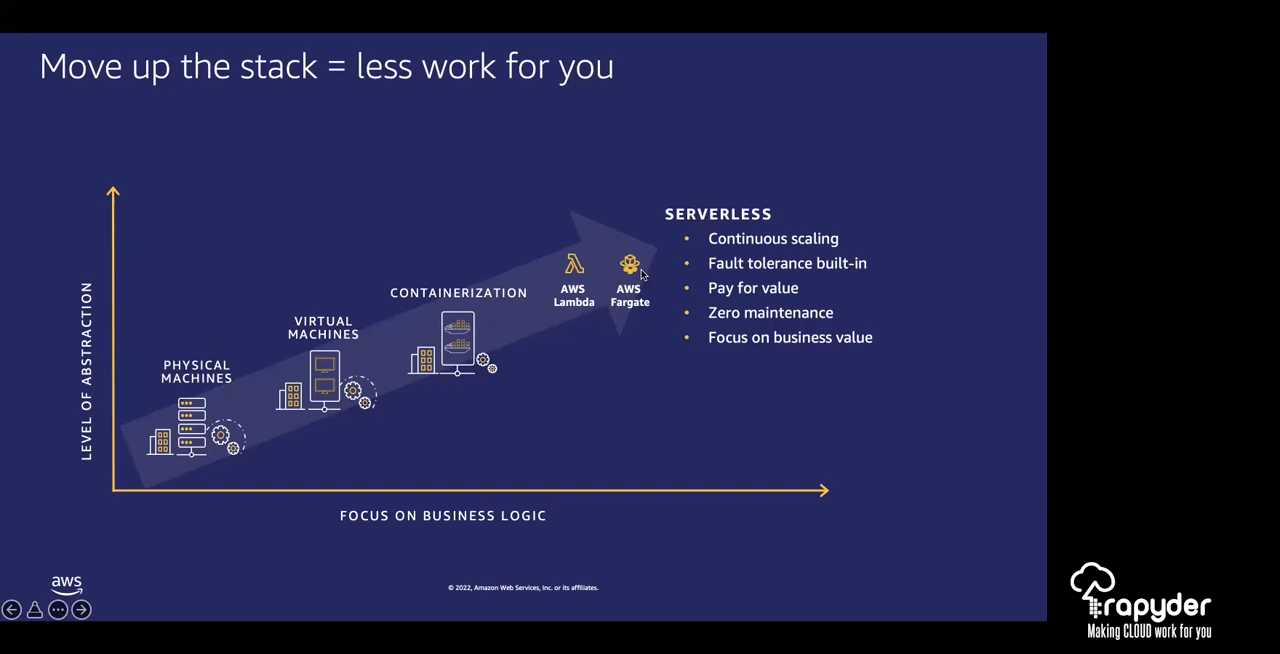 Move up the stack = less work for you
LEVEL OF ABSTRACTION
PHYSICAL
MACHINES
VIRTUAL
MACHINES
CONTAINERIZATION
AWS
Lambda
AWS
Fargate
SERVERLESS
• Continuous scaling
• Fault tolerance built-in
• Pay for value
• Zero maintenance
• Focus on business value
FOCUS ON BUSINESS LOGIC
aws
© 2022, Amazon Web Services, Inc. or its affiliates.
rapyder
Making CLOUD work for you